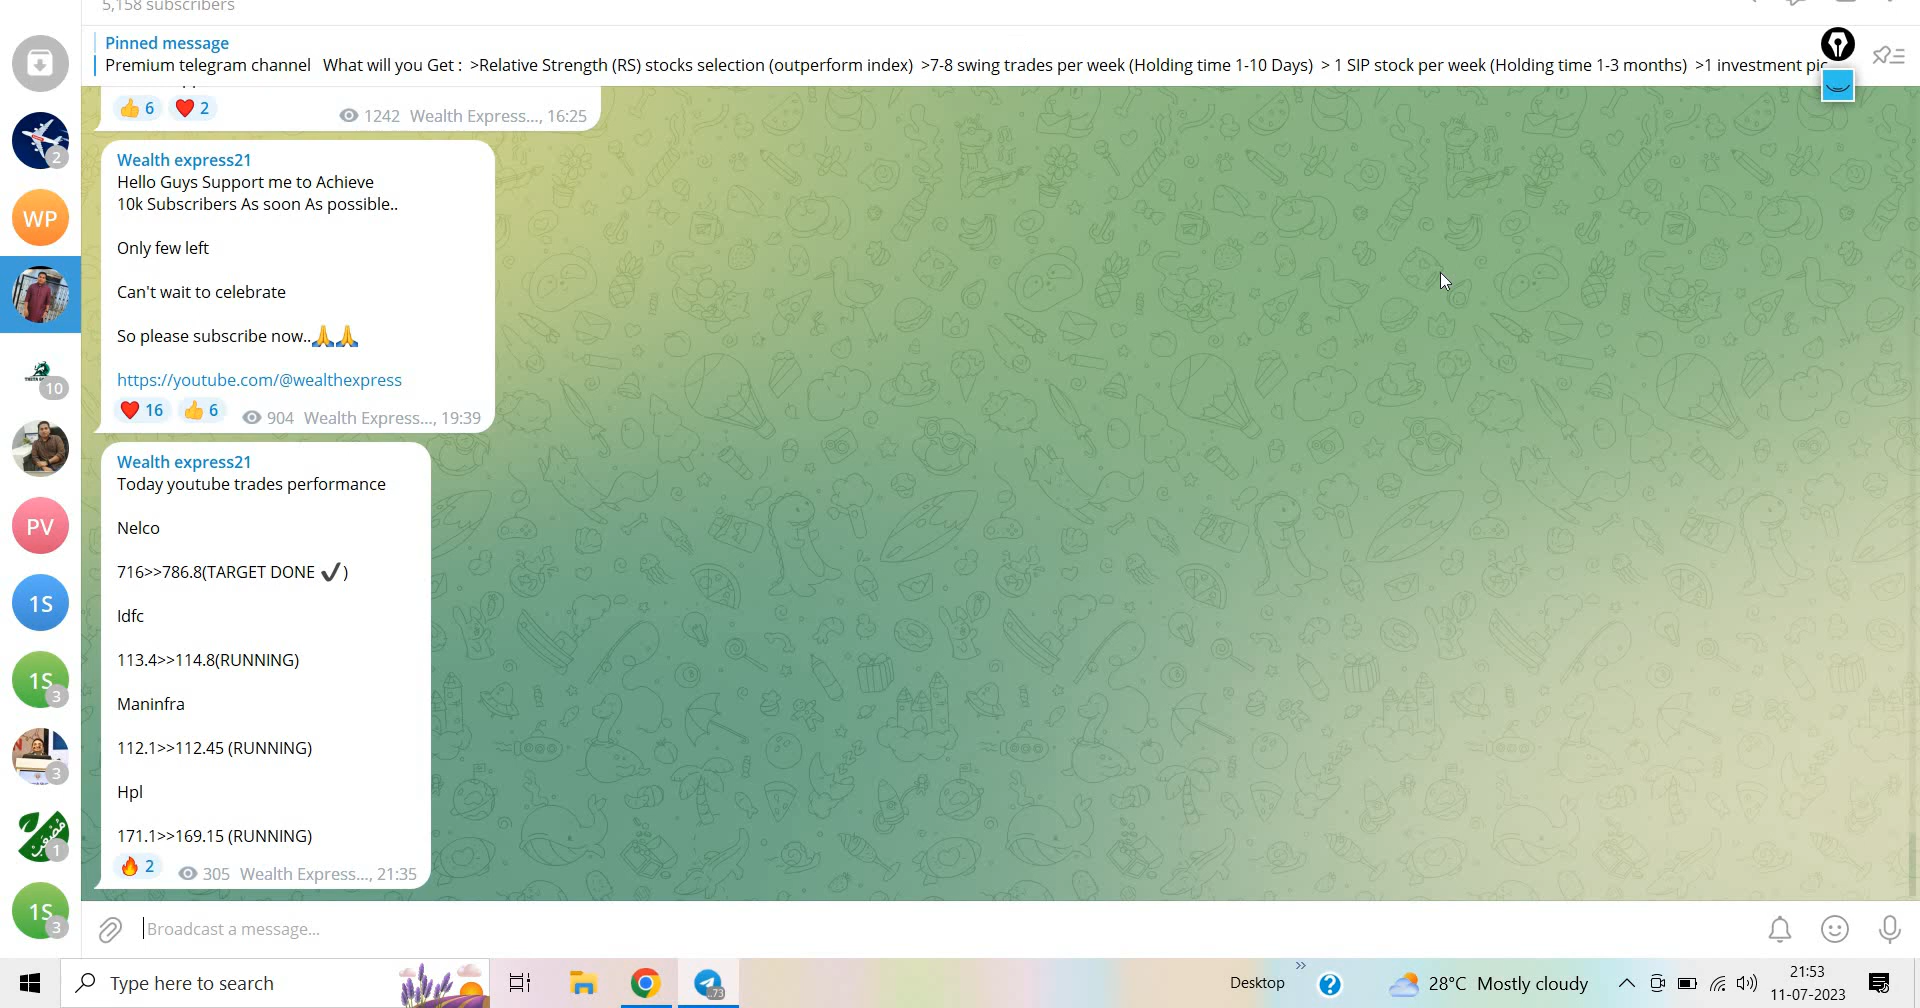 5,158 subscribers
Pinned message
Premium telegram channel What will you Get : >Relative Strength (RS) stocks selection (outperform index) >7-8 swing trades per week (Holding time 1-10 Days) > 1 SIP stock per week (Holding time 1-3 months) >1 investment pic
6
2
1242 Wealth Express..., 16:25
Wealth express21
Hello Guys Support me to Achieve
10k Subscribers As soon As possible..
Only few left
Can't wait to celebrate
So please subscribe now..🙏🙏
https://youtube.com/@wealthexpress
16
6
904 Wealth Express..., 19:39
Wealth express21
Today youtube trades performance
Nelco
716>>786.8(TARGET DONE ✔)
Idfc
113.4>>114.8(RUNNING)
Maninfra
112.1>>112.45 (RUNNING)
Hpl
171.1>>169.15 (RUNNING)
2
305 Wealth Express..., 21:35
Broadcast a message...
2
WP
10
PV
1S
1S
3
3
1
1S
3
Type here to search
..73
Desktop
28°C Mostly cloudy
21:53
11-07-2023